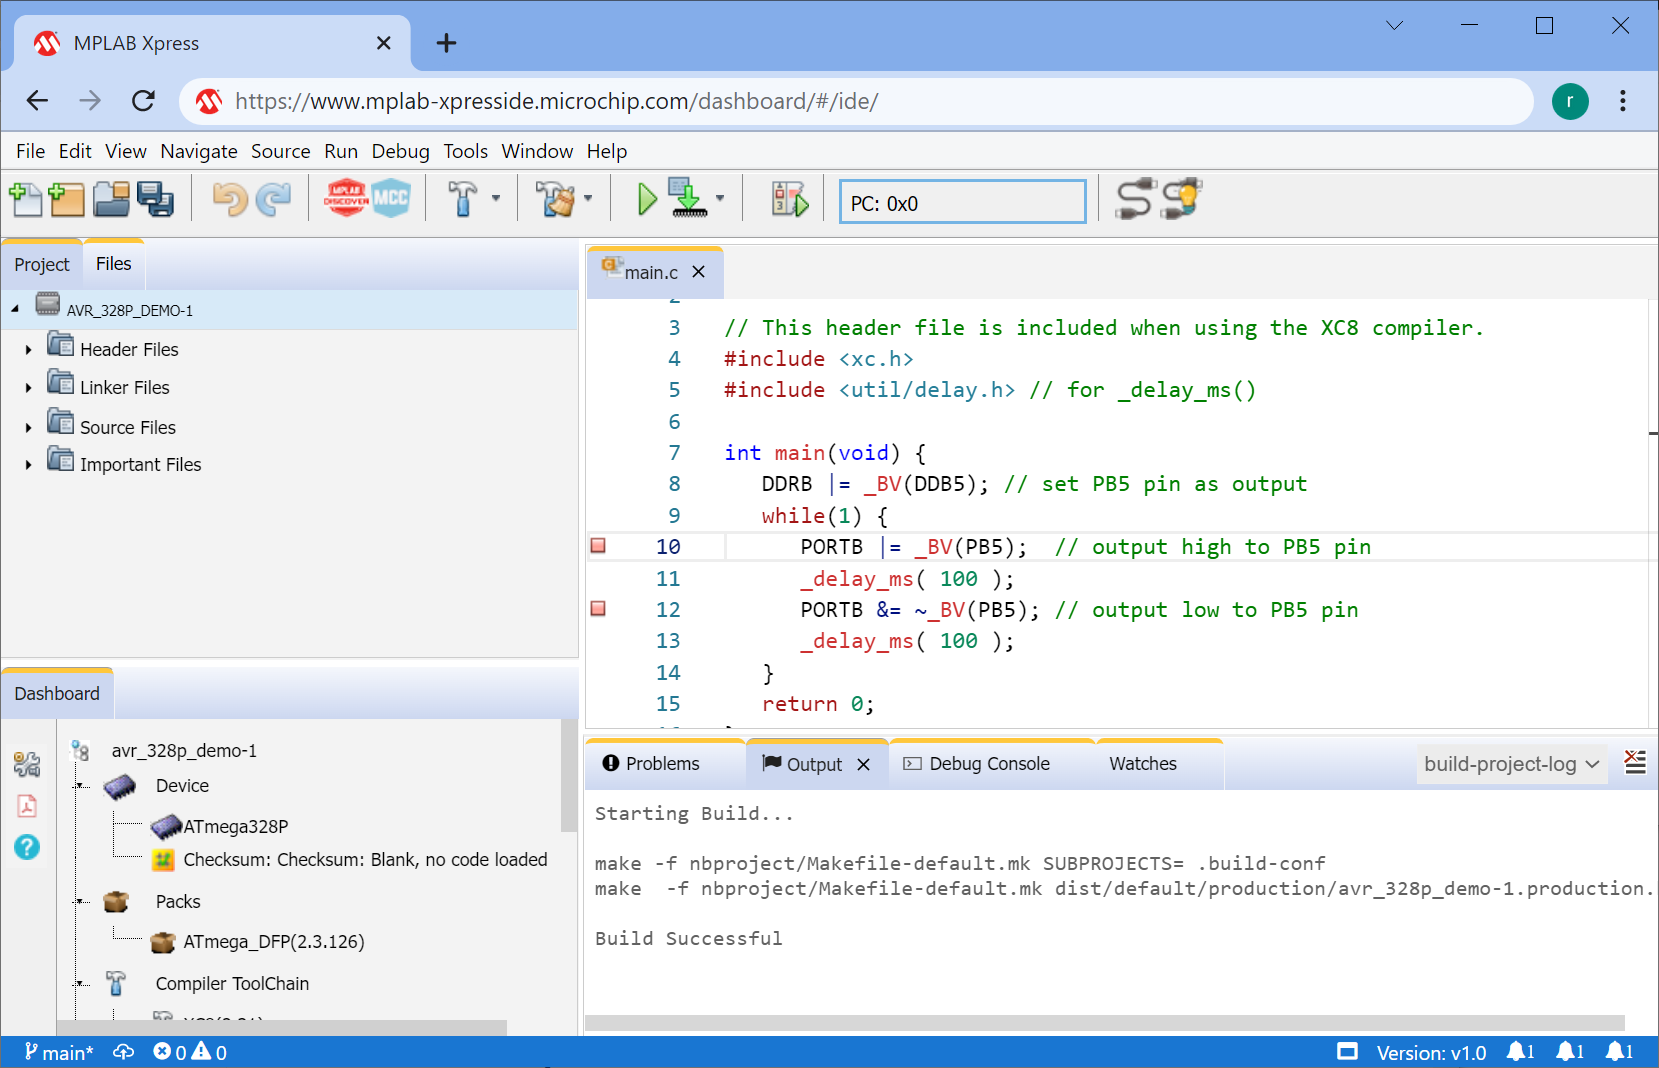 MPLAB Xpress
https://www.mplab-xpresside.microchip.com/dashboard/#/ide/
r
File Edit View Navigate Source Run Debug Tools Window Help
MPLAB
DISCOVER
MCC
PC: 0x0
Project Files
AVR_328P_DEMO-1
Header Files
Linker Files
Source Files
Important Files
main.c
2
3 // This header file is included when using the XC8 compiler.
4 #include <xc.h>
5 #include <util/delay.h> // for _delay_ms()
6
7 int main(void) {
8 DDRB |= _BV(DDB5); // set PB5 pin as output
9 while(1) {
10 PORTB |= _BV(PB5);  // output high to PB5 pin
11 _delay_ms( 100 );
12 PORTB &= ~_BV(PB5); // output low to PB5 pin
13 _delay_ms( 100 );
14 }
15 return 0;
Dashboard
avr_328p_demo-1
Device
ATmega328P
Checksum: Checksum: Blank, no code loaded
Packs
ATmega_DFP(2.3.126)
Compiler ToolChain
Problems Output Debug Console Watches build-project-log
Starting Build...
make -f nbproject/Makefile-default.mk SUBPROJECTS= .build-conf
make  -f nbproject/Makefile-default.mk dist/default/production/avr_328p_demo-1.production.
Build Successful
main* 0 0 Version: v1.0 1 1 1